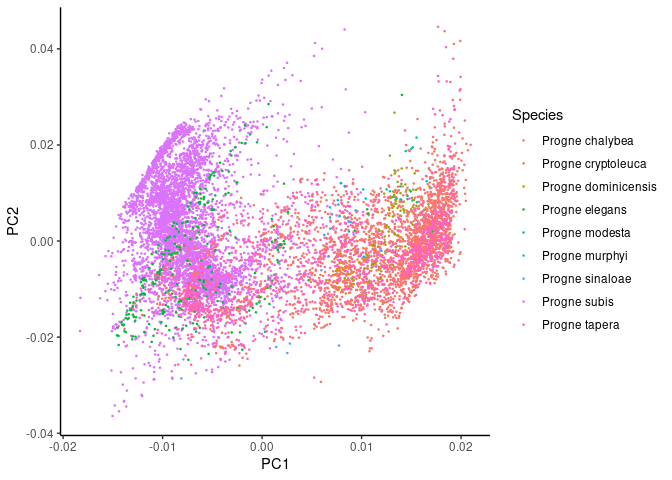 0.04
0.02
0.00
-0.02
-0.04
PC2
-0.02
-0.01
0.00
0.01
0.02
PC1
Species
Progne chalybea
Progne cryptoleuca
Progne dominicensis
Progne elegans
Progne modesta
Progne murphyi
Progne sinaloae
Progne subis
Progne tapera